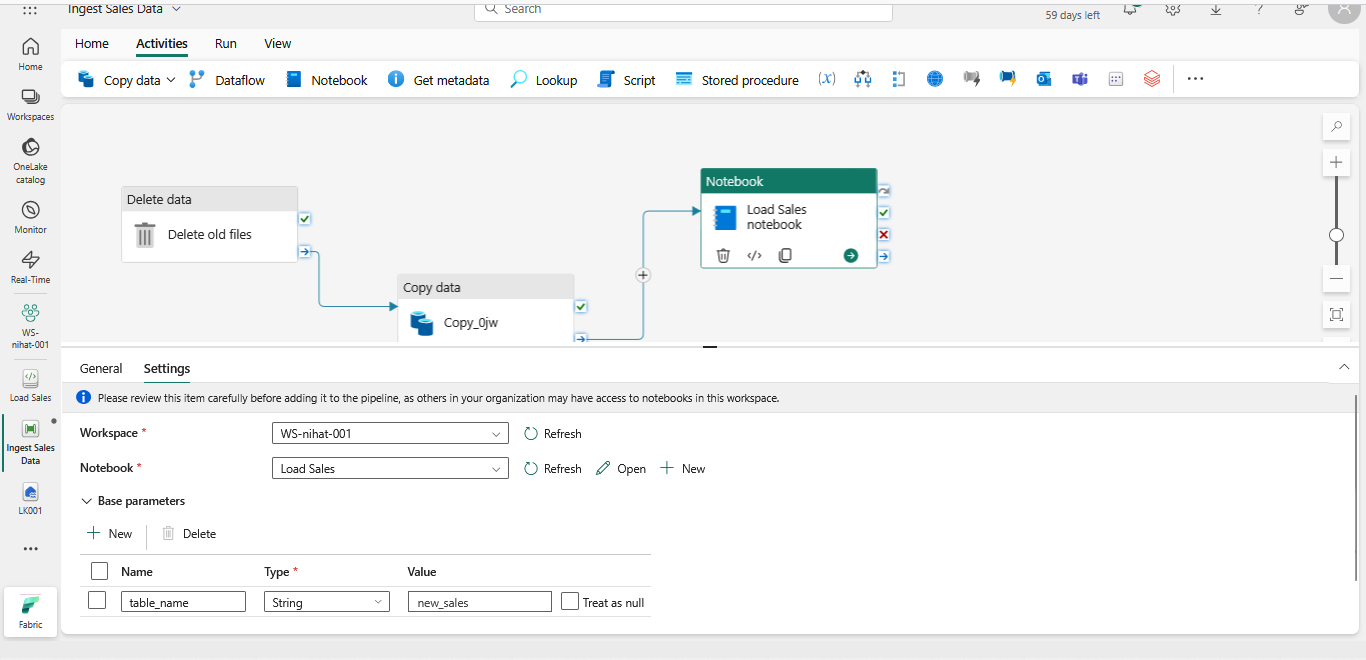 Ingest Sales Data
Search
59 days left
Home
Workspaces
OneLake
catalog
Monitor
Real-Time
WS-
nihat-001
Load Sales
Ingest Sales
Data
LK001
Fabric
Home Activities Run View
Copy data Dataflow Notebook Get metadata Lookup Script Stored procedure (x)
Delete data
Delete old files
Copy data
Copy_0jw
Notebook
Load Sales
notebook
General Settings
Please review this item carefully before adding it to the pipeline, as others in your organization may have access to notebooks in this workspace.
Workspace * WS-nihat-001 Refresh
Notebook * Load Sales Refresh Open New
Base parameters
New Delete
Name Type * Value
table_name String new_sales Treat as null